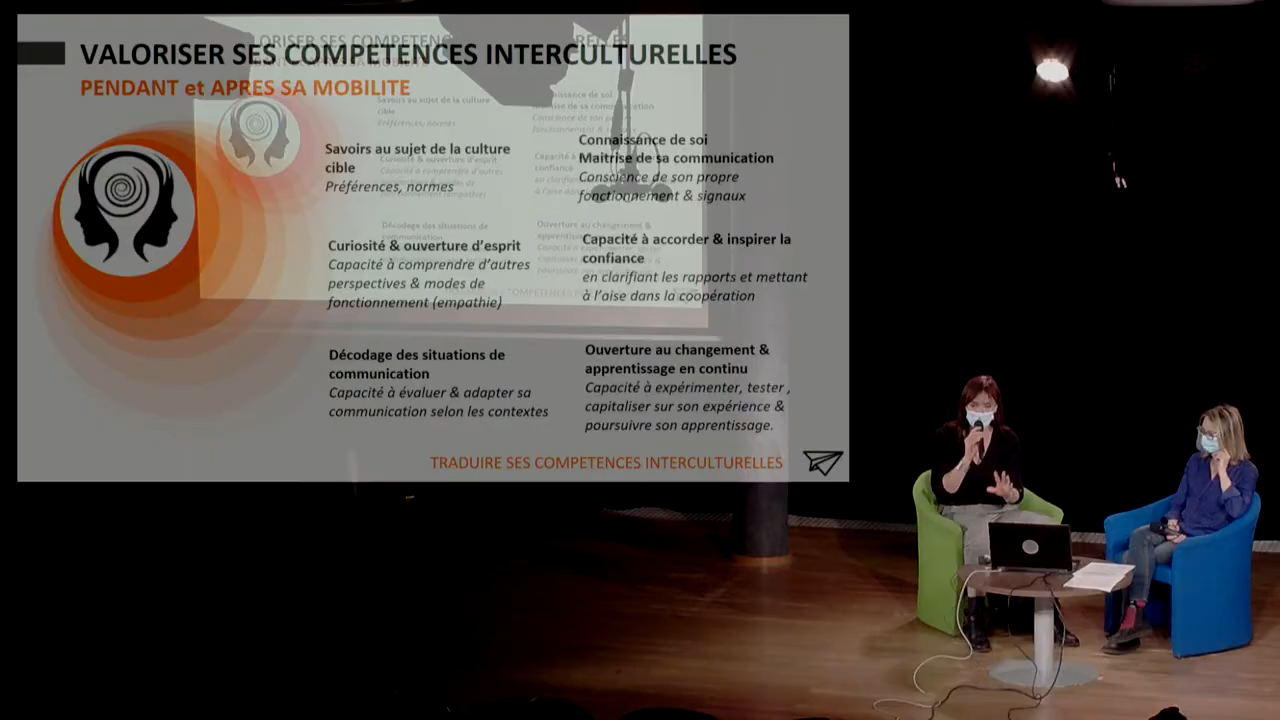 VALORISER SES COMPETENCES INTERCULTURELLES
PENDANT et APRES SA MOBILITE
Savoirs au sujet de la culture
cible
Préférences, normes
Curiosité & ouverture d'esprit
Capacité à comprendre d'autres
perspectives & modes de
fonctionnement (empathie)
Décodage des situations de
communication
Capacité à évaluer & adapter sa
communication selon les contextes
Connaissance de soi
Maitrise de sa communication
Conscience de son propre
fonctionnement & signaux
Capacité à accorder & inspirer la
confiance
en clarifiant les rapports et mettant
à l'aise dans la coopération
Ouverture au changement &
apprentissage en continu
Capacité à expérimenter, tester ,
capitaliser sur son expérience &
poursuivre son apprentissage.
TRADUIRE SES COMPETENCES INTERCULTURELLES